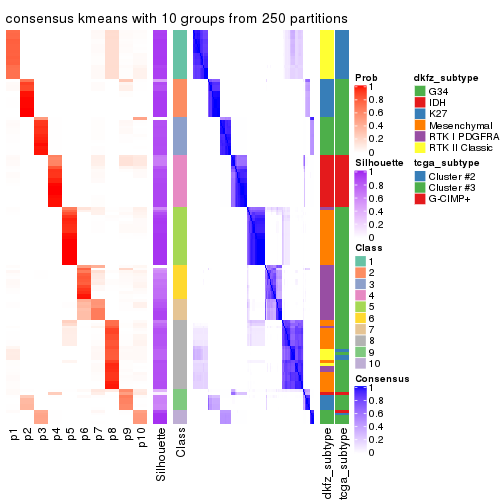 consensus kmeans with 10 groups from 250 partitions
Prob
1
0.8
0.6
0.4
0.2
0
Silhouette
1
0.8
0.6
0.4
0.2
0
Class
1
2
3
4
5
6
7
8
9
10
Consensus
1
0.8
0.6
0.4
0.2
0
dkfz_subtype
G34
IDH
K27
Mesenchymal
RTK I PDGFRA
RTK II Classic
tcga_subtype
Cluster #2
Cluster #3
G-CIMP+
p1
p2
p3
p4
p5
p6
p7
p8
p9
p10
Silhouette
Class
dkfz_subtype
tcga_subtype